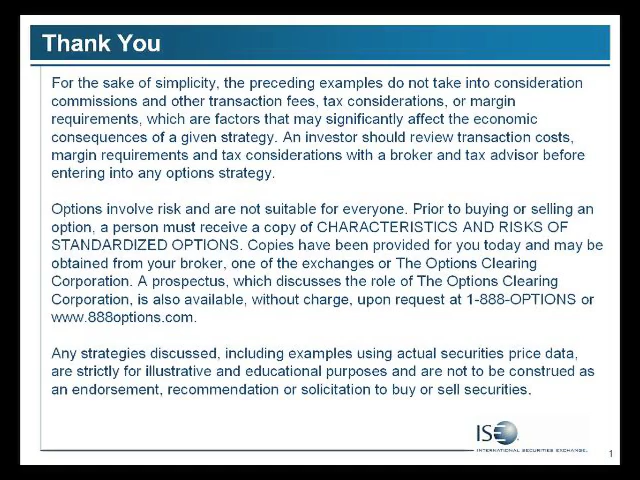 Thank You
For the sake of simplicity, the preceding examples do not take into consideration
commissions and other transaction fees, tax considerations, or margin
requirements, which are factors that may significantly affect the economic
consequences of a given strategy. An investor should review transaction costs,
margin requirements and tax considerations with a broker and tax advisor before
entering into any options strategy.
Options involve risk and are not suitable for everyone. Prior to buying or selling an
option, a person must receive a copy of CHARACTERISTICS AND RISKS OF
STANDARDIZED OPTIONS. Copies have been provided for you today and may be
obtained from your broker, one of the exchanges or The Options Clearing
Corporation. A prospectus, which discusses the role of The Options Clearing
Corporation, is also available, without charge, upon request at 1-888-OPTIONS or
www.888options.com.
Any strategies discussed, including examples using actual securities price data,
are strictly for illustrative and educational purposes and are not to be construed as
an endorsement, recommendation or solicitation to buy or sell securities.
ISE
INTERNATIONAL SECURITIES EXCHANGE.
1